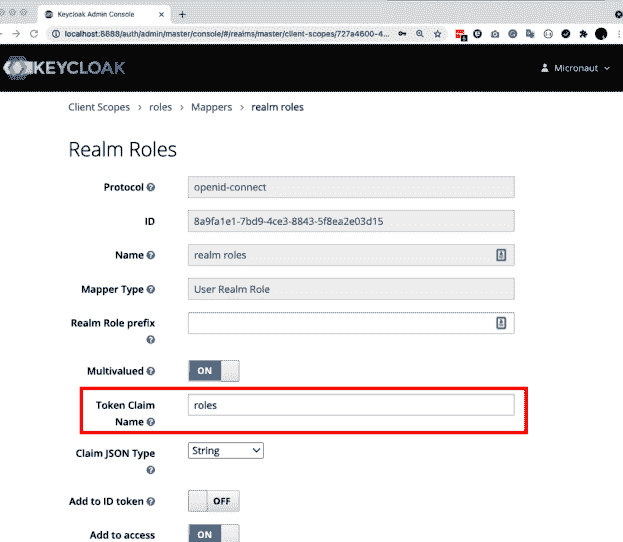 Keycloak Admin Console
localhost:8888/auth/admin/master/console/#/realms/master/client-scopes/727a4600-4...
KEYCLOAK
Micronaut
Client Scopes > roles > Mappers > realm roles
Realm Roles
Protocol openid-connect
ID 8a9fa1e1-7bd9-4ce3-8843-5f8ea2e03d15
Name realm roles
Mapper Type User Realm Role
Realm Role prefix
Multivalued ON
Token Claim roles
Name
Claim JSON Type String
Add to ID token OFF
Add to access ON